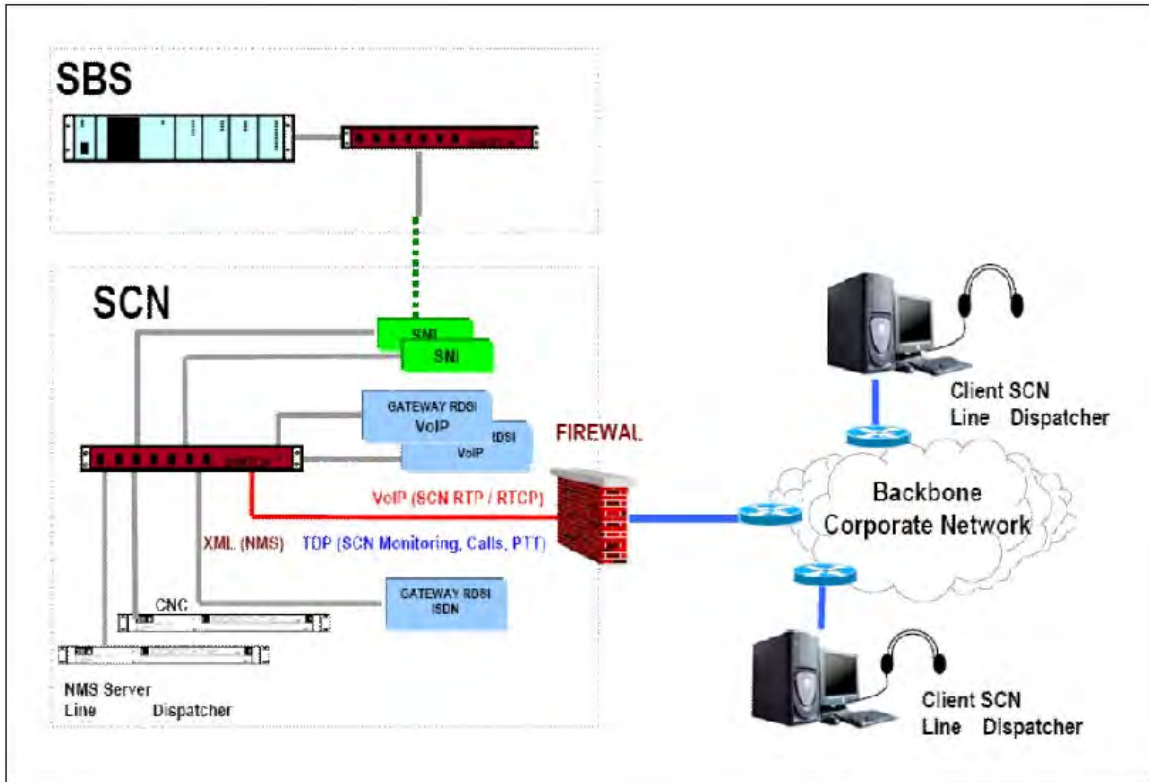 SBS
SCN
SNI
SNI
GATEWAY RDSI
VoIP
RDSI
VoIP
FIREWAL
VoIP (SCN RTP / RTCP)
XML (NMS) TDP (SCN Monitoring, Calls, PTT)
GATEWAY RDSI
ISDN
CNC
NMS Server
Line Dispatcher
Client SCN
Line Dispatcher
Backbone
Corporate Network
Client SCN
Line Dispatcher